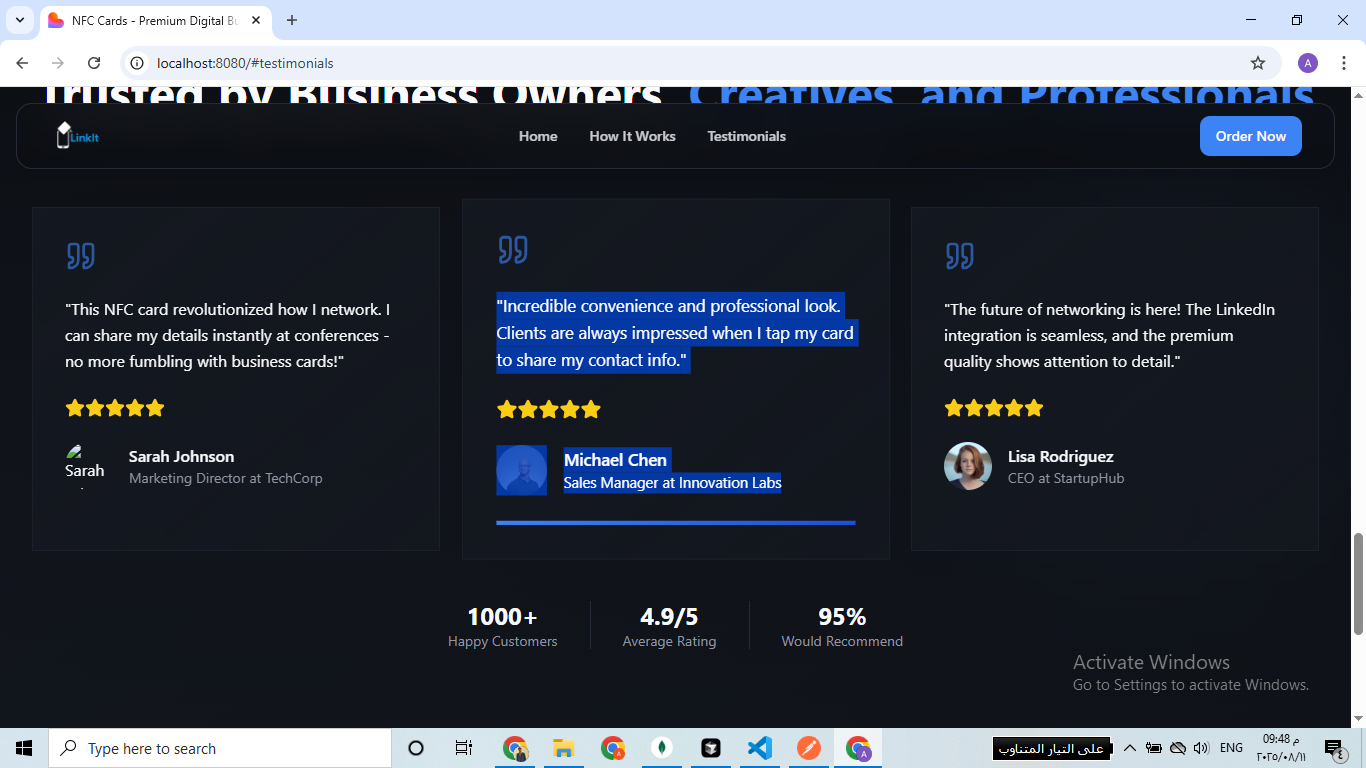 NFC Cards - Premium Digital Bu
localhost:8080/#testimonials
A
Trusted by Business Owners, Creatives, and Professionals
LinkIt
Home
How It Works
Testimonials
Order Now
"This NFC card revolutionized how I network. I
can share my details instantly at conferences -
no more fumbling with business cards!"
Sarah
Sarah Johnson
Marketing Director at TechCorp
"Incredible convenience and professional look.
Clients are always impressed when I tap my card
to share my contact info."
Michael Chen
Sales Manager at Innovation Labs
"The future of networking is here! The LinkedIn
integration is seamless, and the premium
quality shows attention to detail."
Lisa Rodriguez
CEO at StartupHub
1000+
Happy Customers
4.9/5
Average Rating
95%
Would Recommend
Activate Windows
Go to Settings to activate Windows.
Type here to search
على التيار المتناوب
ENG
09:48 م
٢٠٢٥/٠٨/١١
٤